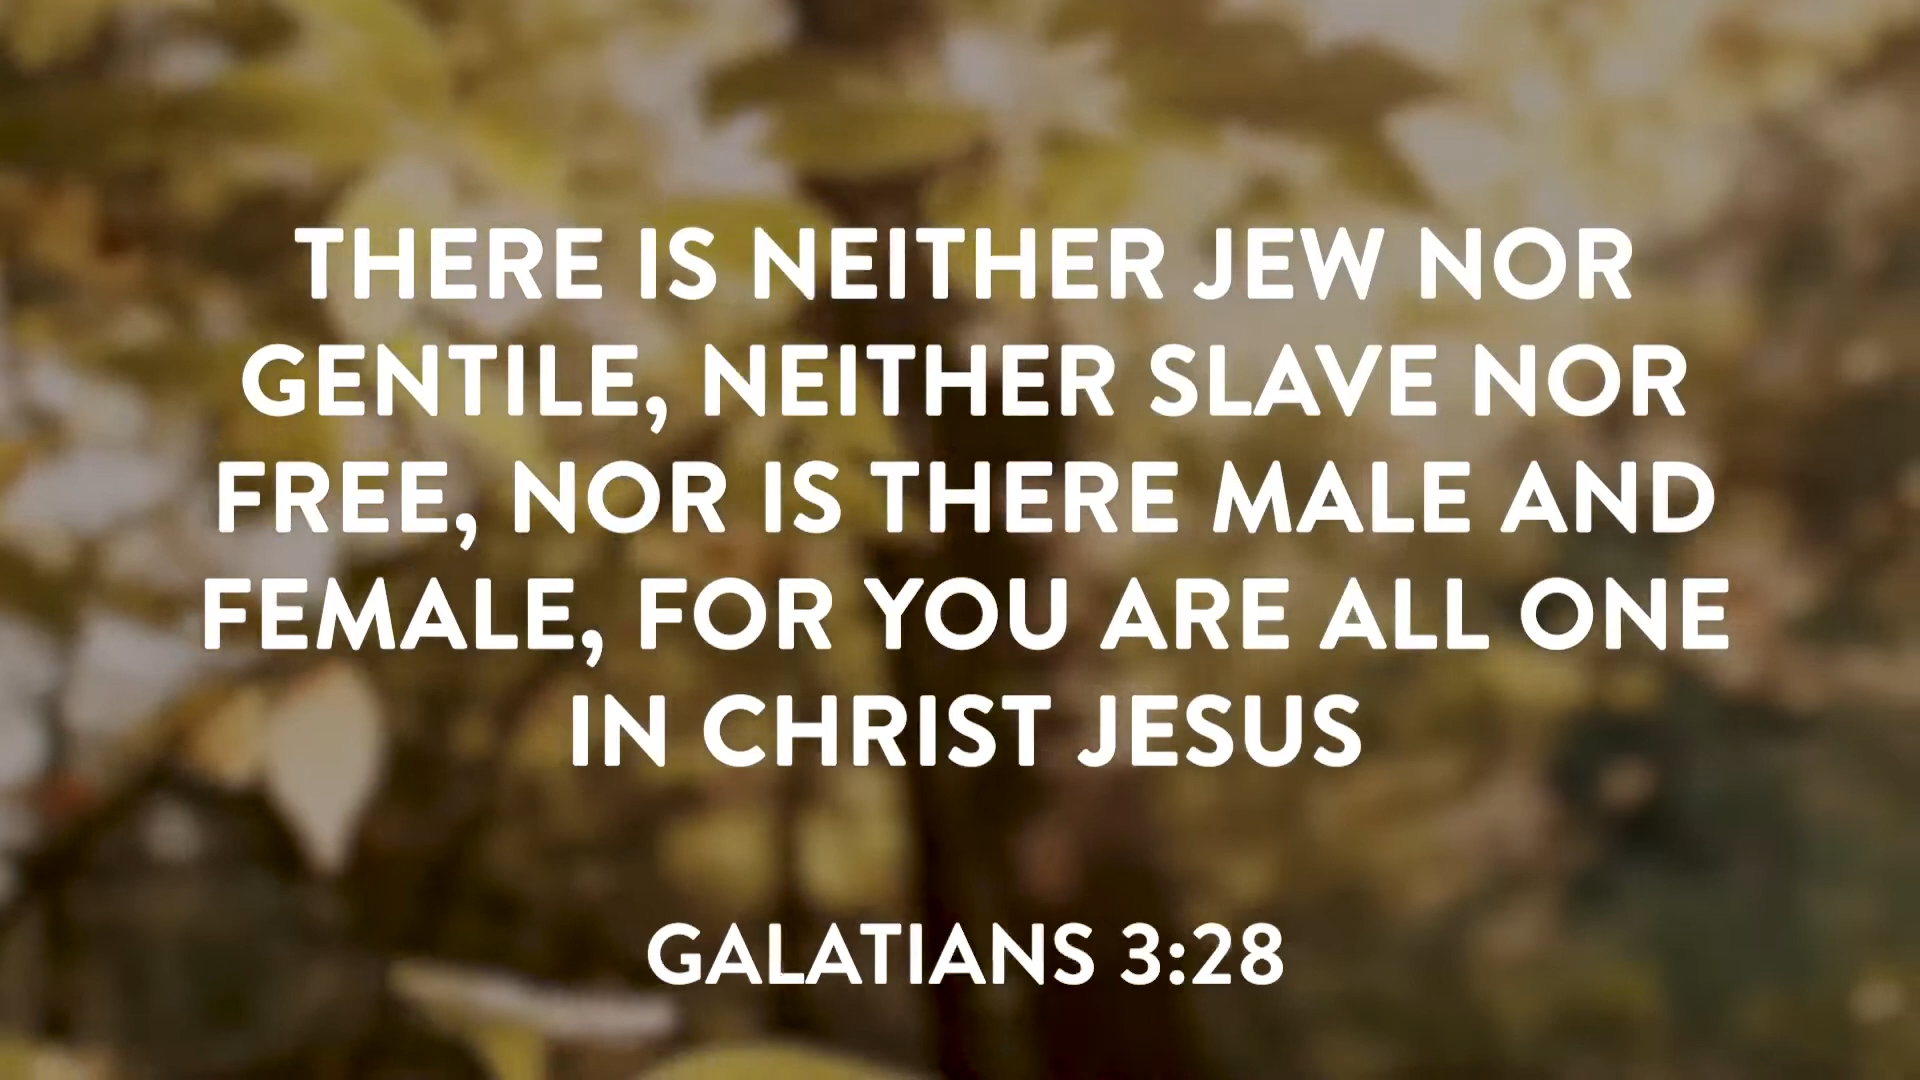 THERE IS NEITHER JEW NOR
GENTILE, NEITHER SLAVE NOR
FREE, NOR IS THERE MALE AND
FEMALE, FOR YOU ARE ALL ONE
IN CHRIST JESUS
GALATIANS 3:28